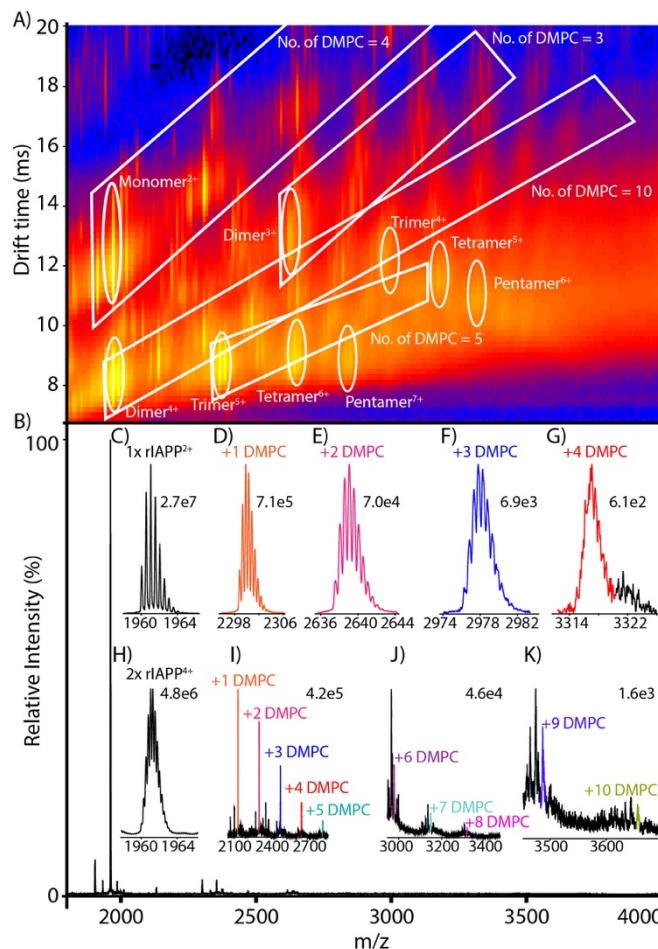 A)
20
18
16
14
12
10
8
Drift time (ms)
No. of DMPC = 4
No. of DMPC = 3
Monomer2+
Dimer3+
Trimer4+
No. of DMPC = 10
Tetramer5+
Pentamer6+
No. of DMPC = 5
Dimer4+
Trimer5+
Tetramer6+
Pentamer7+
B)
100
0
Relative Intensity (%)
C)
1x rIAPP2+
2.7e7
1960 1964
D)
+1 DMPC
7.1e5
2298 2306
E)
+2 DMPC
7.0e4
2636 2640 2644
F)
+3 DMPC
6.9e3
2974 2978 2982
G)
+4 DMPC
6.1e2
3314 3322
H)
2x rIAPP4+
4.8e6
1960 1964
I)
+1 DMPC
4.2e5
+2 DMPC
+3 DMPC
+4 DMPC
+5 DMPC
2100 2400 2700
J)
4.6e4
+6 DMPC
+7 DMPC
+8 DMPC
3000 3200 3400
K)
1.6e3
+9 DMPC
+10 DMPC
3500 3600
2000 2500 3000 3500 4000
m/z